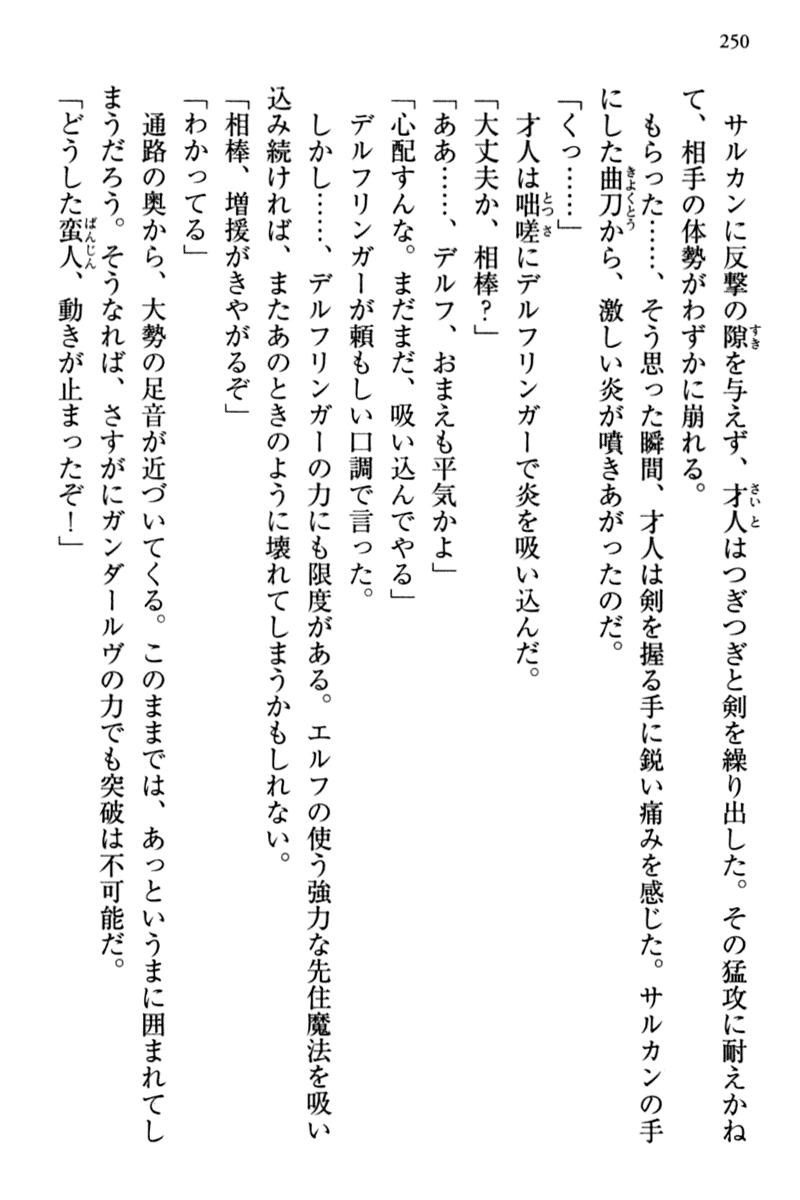 250
サルカンに反撃の隙を与えず、才人はつぎつぎと剣を繰り出した。その猛攻に耐えかね
て、相手の体勢がわずかに崩れる。
もらった……、そう思った瞬間、才人は剣を握る手に鋭い痛みを感じた。サルカンの手
にした曲刀から、激しい炎が噴きあがったのだ。
「くっ……」
才人は咄嗟にデルフリンガーで炎を吸い込んだ。
「大丈夫か、相棒?」
「ああ……、デルフ、おまえも平気かよ」
「心配すんな。まだまだ、吸い込んでやる」
デルフリンガーが頼もしい口調で言った。
しかし……、デルフリンガーの力にも限度がある。エルフの使う強力な先住魔法を吸い
込み続ければ、またあのときのように壊れてしまうかもしれない。
「相棒、増援がきやがるぞ」
「わかってる」
通路の奥から、大勢の足音が近づいてくる。このままでは、あっというまに囲まれてし
まうだろう。そうなれば、さすがにガンダールヴの力でも突破は不可能だ。
「どうした蛮人、動きが止まったぞ!」